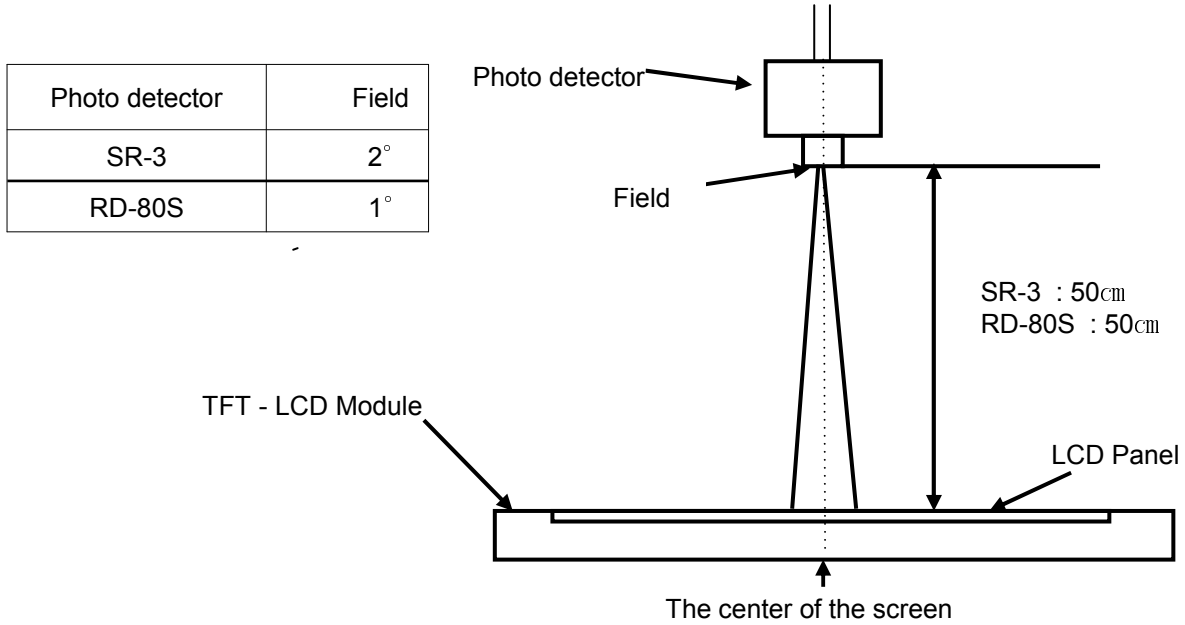 Photo detector Field
SR-3 2°
RD-80S 1°
Photo detector
Field
SR-3 : 50㎝
RD-80S : 50㎝
TFT - LCD Module
LCD Panel
The center of the screen